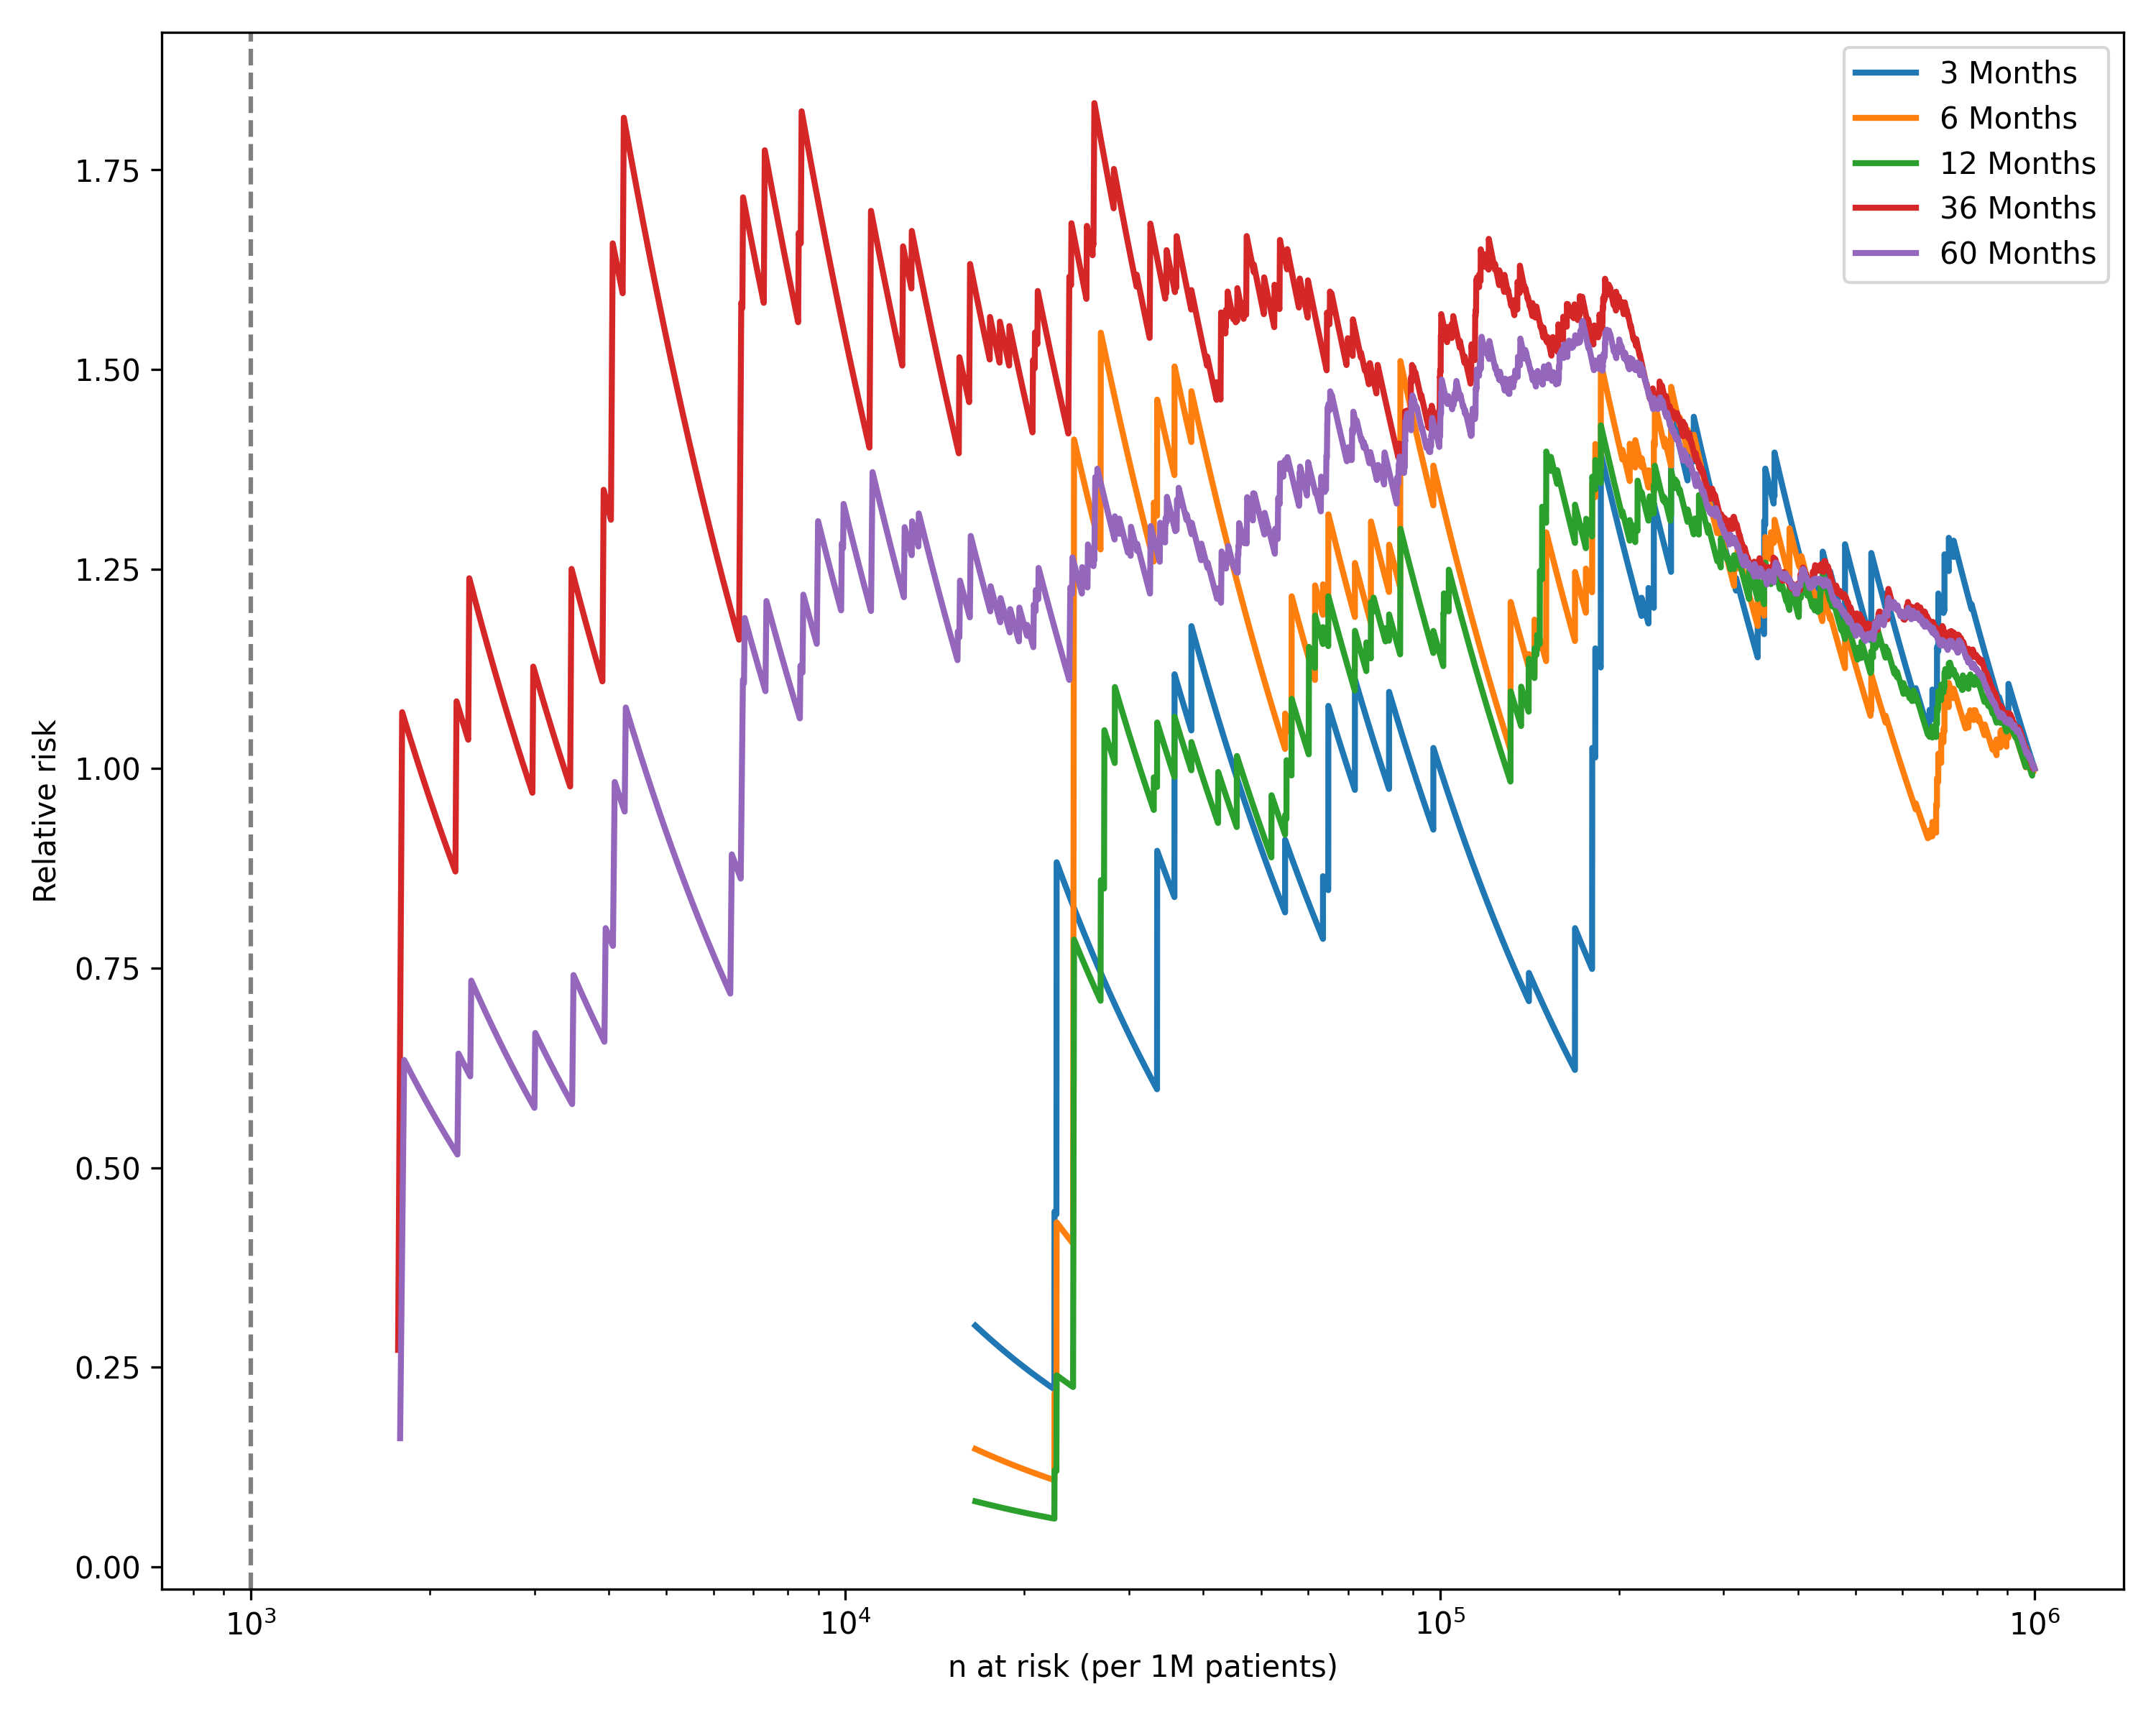 3 Months
6 Months
12 Months
36 Months
60 Months
1.75
1.50
1.25
1.00
0.75
0.50
0.25
0.00
Relative risk
10³
10⁴
10⁵
10⁶
n at risk (per 1M patients)